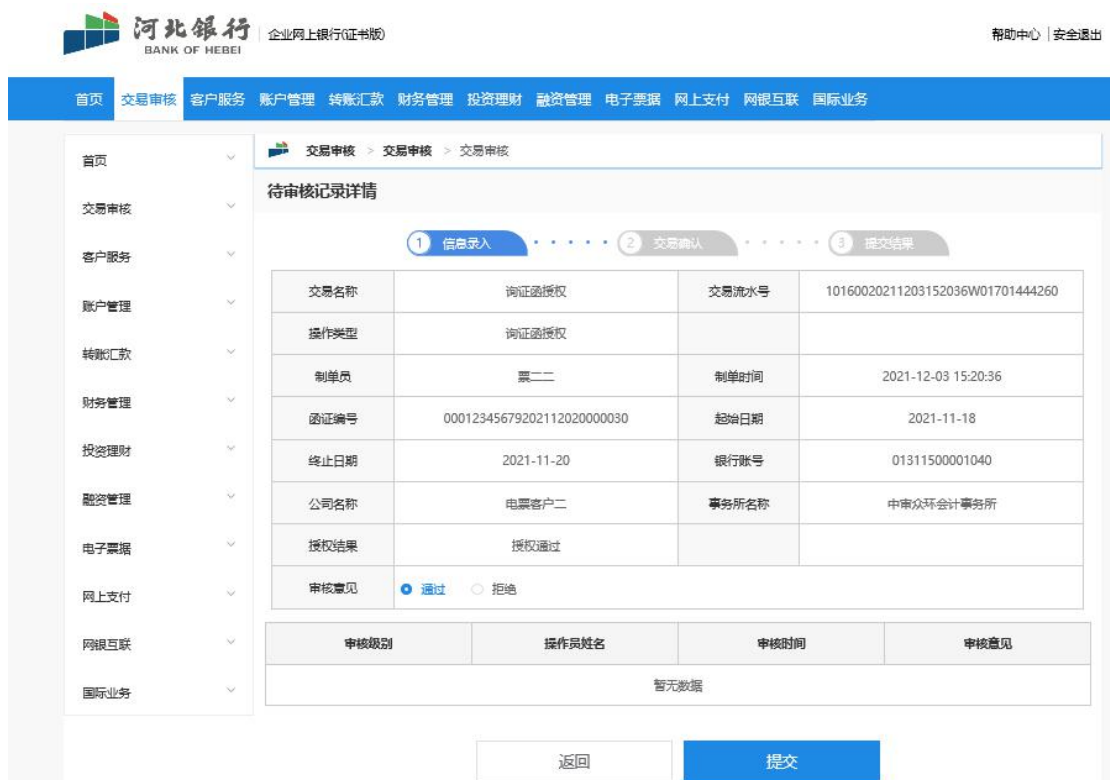 河北银行 企业网上银行(证书版) 帮助中心 | 安全退出
BANK OF HEBEI
首页 交易审核 客户服务 账户管理 转账汇款 财务管理 投资理财 融资管理 电子票据 网上支付 网银互联 国际业务
首页
交易审核
客户服务
账户管理
转账汇款
财务管理
投资理财
融资管理
电子票据
网上支付
网银互联
国际业务
交易审核 > 交易审核 > 交易审核
待审核记录详情
1 信息录入 2 交易确认 3 提交结果
交易名称 询证函授权 交易流水号 10160020211203152036W01701444260
操作类型 询证函授权
制单员 票二二 制单时间 2021-12-03 15:20:36
函证编号 00012345679202112020000030 起始日期 2021-11-18
终止日期 2021-11-20 银行账号 01311500001040
公司名称 电票客户二 事务所名称 中审众环会计事务所
授权结果 授权通过
审核意见 通过 拒绝
审核级别 操作员姓名 审核时间 审核意见
暂无数据
返回 提交